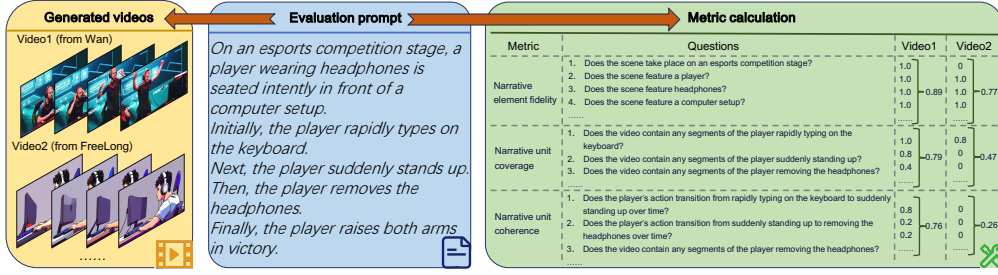 Generated videos
Video1 (from Wan)
Video2 (from FreeLong)
......
Evaluation prompt
On an esports competition stage, a
player wearing headphones is
seated intently in front of a
computer setup.
Initially, the player rapidly types on
the keyboard.
Next, the player suddenly stands up.
Then, the player removes the
headphones.
Finally, the player raises both arms
in victory.
Metric calculation
Metric Questions Video1 Video2
Narrative
element fidelity
1. Does the scene take place on an esports competition stage? 1.0 0
2. Does the scene feature a player? 1.0 1.0
3. Does the scene feature headphones? 1.0 1.0
4. Does the scene feature a computer setup? 1.0 1.0
...... ...... ......
0.89 0.77
Narrative unit
coverage
1. Does the video contain any segments of the player rapidly typing on the
keyboard? 1.0 0.8
2. Does the video contain any segments of the player suddenly standing up? 0.8 0
3. Does the video contain any segments of the player removing the headphones? 0.4 0
...... ...... ......
0.79 0.47
Narrative unit
coherence
1. Does the player's action transition from rapidly typing on the keyboard to suddenly
standing up over time? 0.8 0
2. Does the player's action transition from suddenly standing up to removing the
headphones over time? 0.2 0
3. Does the video contain any segments of the player removing the headphones? 0.2 0
...... ...... ......
0.76 0.26